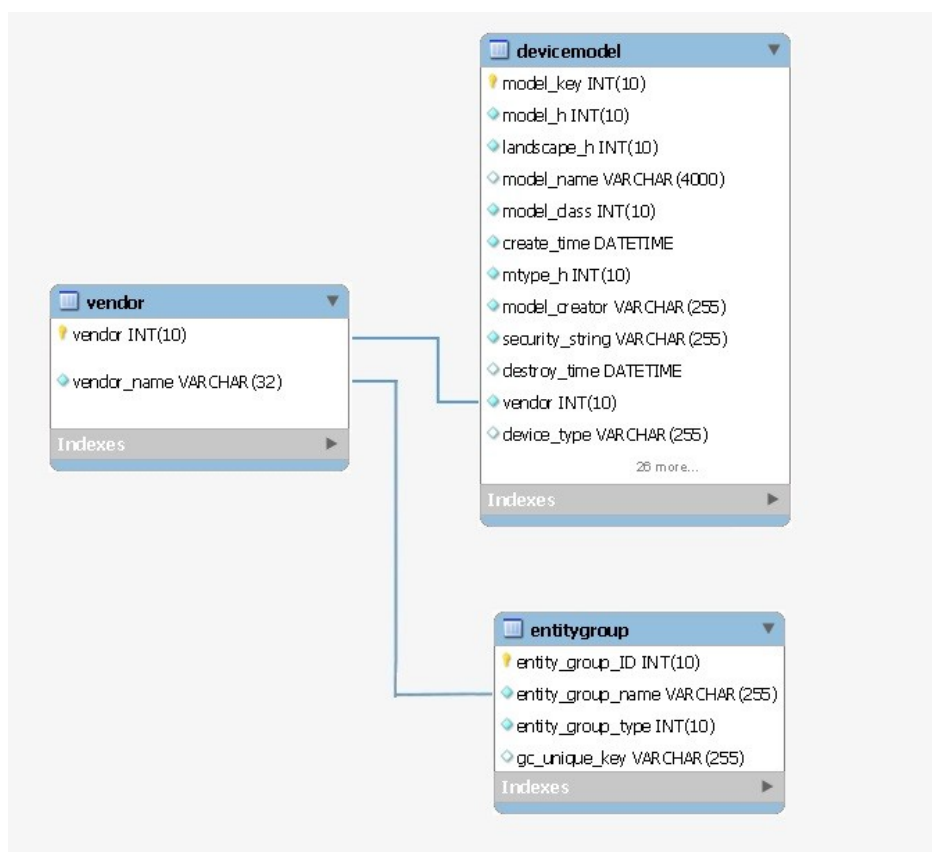 devicemodel
model_key INT(10)
model_h INT(10)
landscape_h INT(10)
model_name VARCHAR(4000)
model_class INT(10)
create_time DATETIME
mtype_h INT(10)
model_creator VARCHAR(255)
security_string VARCHAR(255)
destroy_time DATETIME
vendor INT(10)
device_type VARCHAR(255)
26 more...
Indexes
vendor
vendor INT(10)
vendor_name VARCHAR(32)
Indexes
entitygroup
entity_group_ID INT(10)
entity_group_name VARCHAR(255)
entity_group_type INT(10)
gc_unique_key VARCHAR(255)
Indexes